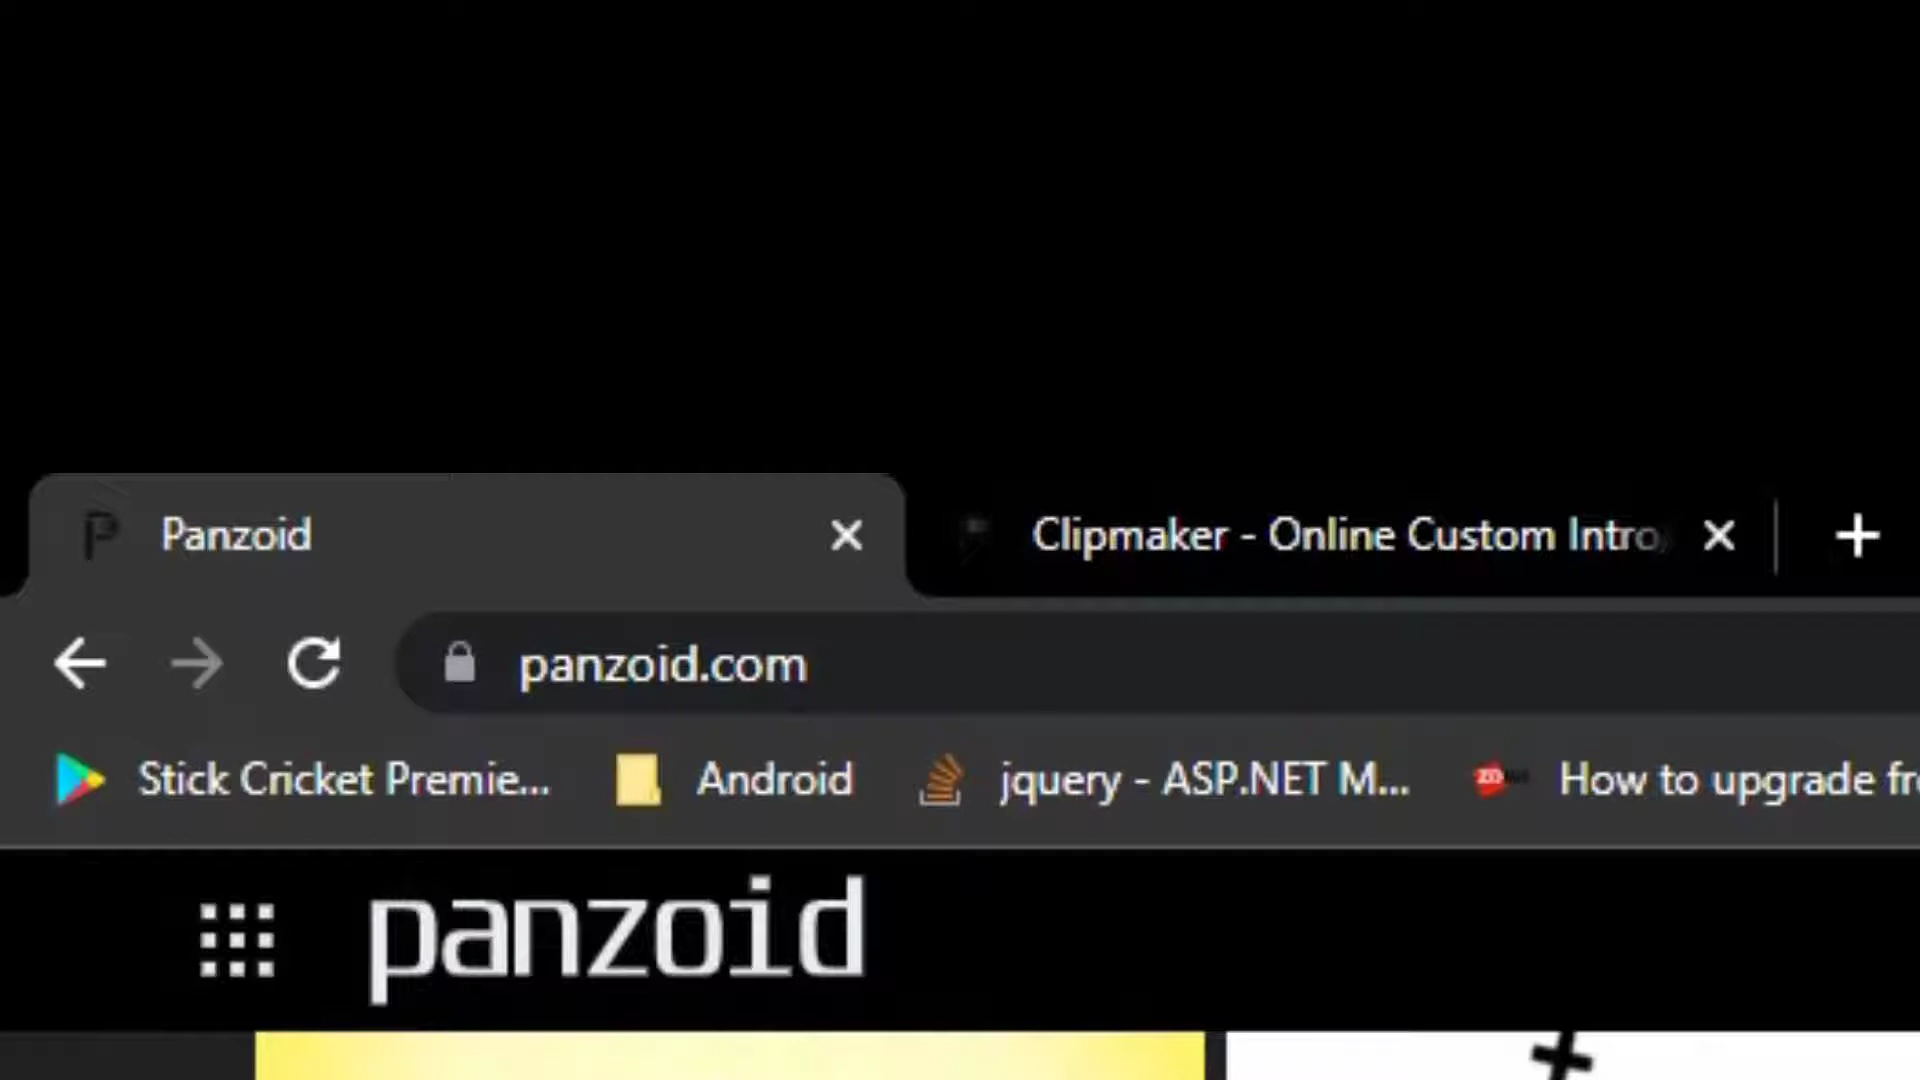 Panzoid
Clipmaker - Online Custom Intro
panzoid.com
Stick Cricket Premie...
Android
jquery - ASP.NET M...
How to upgrade fr
panzoid